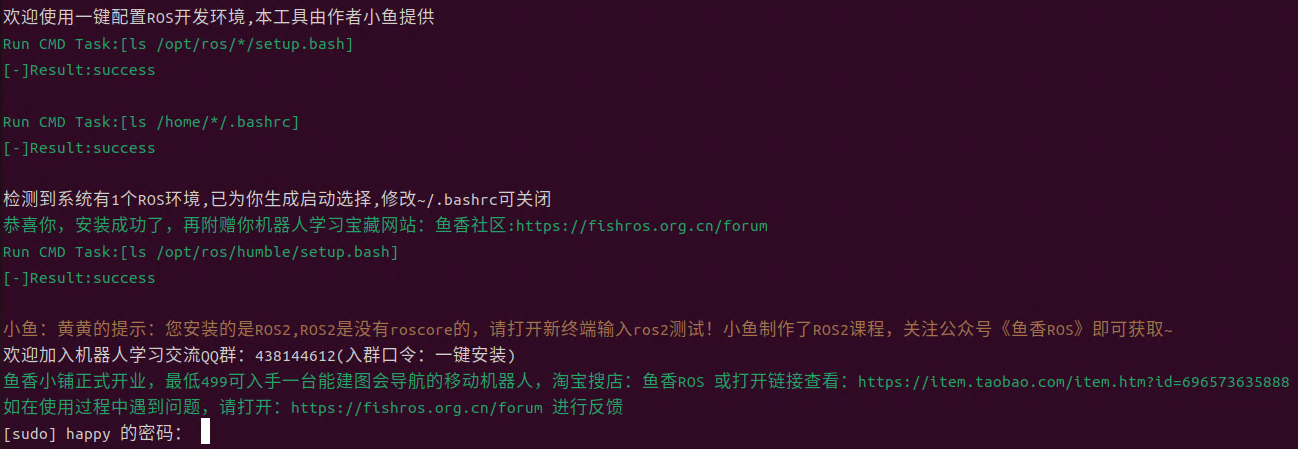 欢迎使用一键配置ROS开发环境,本工具由作者小鱼提供
Run CMD Task:[ls /opt/ros/*/setup.bash]
[-]Result:success
Run CMD Task:[ls /home/*/.bashrc]
[-]Result:success
检测到系统有1个ROS环境,已为你生成启动选择,修改~/.bashrc可关闭
恭喜你，安装成功了，再附赠你机器人学习宝藏网站：鱼香社区:https://fishros.org.cn/forum
Run CMD Task:[ls /opt/ros/humble/setup.bash]
[-]Result:success
小鱼：黄黄的提示：您安装的是ROS2,ROS2是没有roscore的，请打开新终端输入ros2测试！小鱼制作了ROS2课程，关注公众号《鱼香ROS》即可获取~
欢迎加入机器人学习交流QQ群：438144612(入群口令：一键安装)
鱼香小铺正式开业，最低499可入手一台能建图会导航的移动机器人，淘宝搜店：鱼香ROS 或打开链接查看：https://item.taobao.com/item.htm?id=696573635888
如在使用过程中遇到问题，请打开：https://fishros.org.cn/forum 进行反馈
[sudo] happy 的密码：